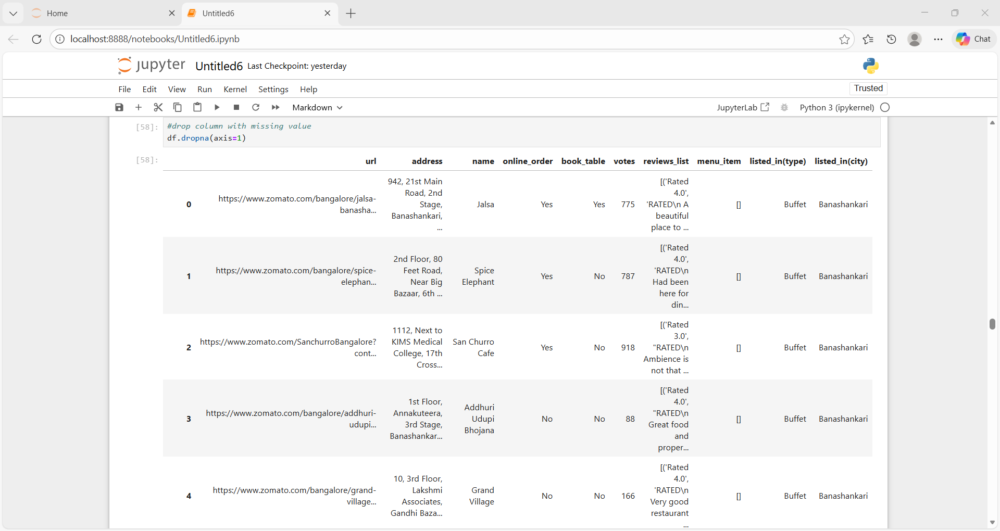 Home
Untitled6
localhost:8888/notebooks/Untitled6.ipynb
Chat
jupyter Untitled6 Last Checkpoint: yesterday
File Edit View Run Kernel Settings Help
Trusted
Markdown
JupyterLab
Python 3 (ipykernel)
[58]: #drop column with missing value
df.dropna(axis=1)
[58]:
url address name online_order book_table votes reviews_list menu_item listed_in(type) listed_in(city)
0 https://www.zomato.com/bangalore/jalsa-
banasha...
942, 21st Main
Road, 2nd
Stage,
Banashankari,
...
Jalsa Yes Yes 775
[('Rated
4.0',
'RATED\n A
beautiful
place to ...
[] Buffet Banashankari
1 https://www.zomato.com/bangalore/spice-
elephan...
2nd Floor, 80
Feet Road,
Near Big
Bazaar, 6th ...
Spice
Elephant
Yes No 787
[('Rated
4.0',
'RATED\n
Had been
here for
din...
[] Buffet Banashankari
2 https://www.zomato.com/SanchurroBangalore?
cont...
1112, Next to
KIMS Medical
College, 17th
Cross...
San Churro
Cafe
Yes No 918
[('Rated
3.0',
"RATED\n
Ambience is
not that ...
[] Buffet Banashankari
3 https://www.zomato.com/bangalore/addhuri-
udupi...
1st Floor,
Annakuteera,
3rd Stage,
Banashankar...
Addhuri
Udupi
Bhojana
No No 88
[('Rated
4.0',
"RATED\n
Great food
and
proper...
[] Buffet Banashankari
4 https://www.zomato.com/bangalore/grand-
village...
10, 3rd Floor,
Lakshmi
Associates,
Gandhi Baza...
Grand
Village
No No 166
[('Rated
4.0',
'RATED\n
Very good
restaurant
...
[] Buffet Banashankari